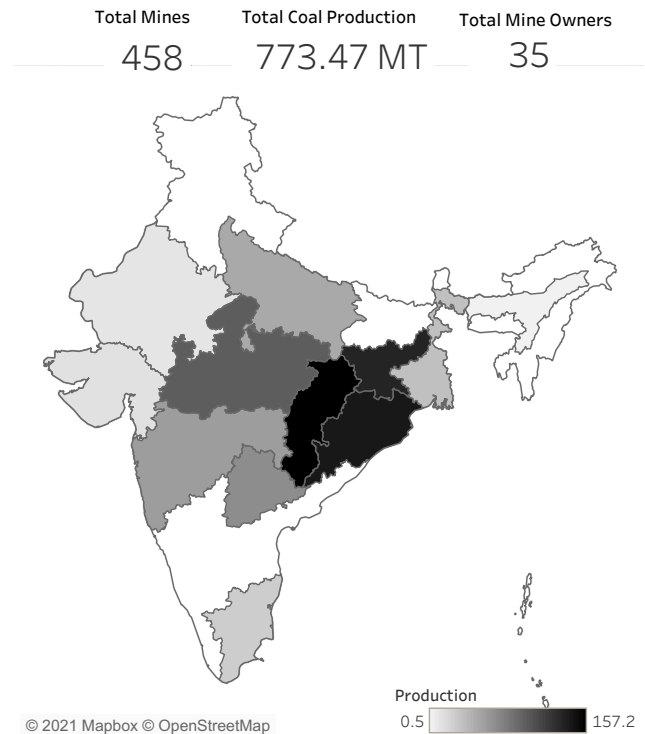 Total Mines
458
Total Coal Production
773.47 MT
Total Mine Owners
35
Production
0.5
157.2
© 2021 Mapbox © OpenStreetMap